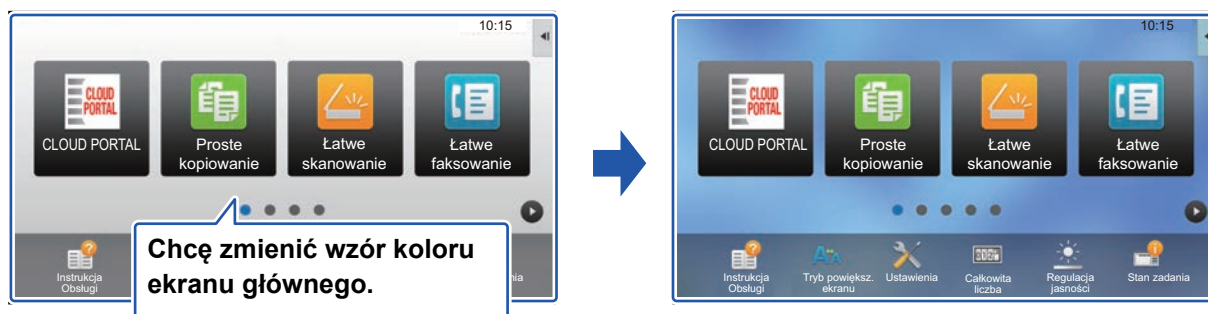 10:15
CLOUD
PORTAL
CLOUD PORTAL
Proste
kopiowanie
Łatwe
skanowanie
Łatwe
faksowanie
Chcę zmienić wzór koloru
ekranu głównego.
Instrukcja
Obsługi
10:15
CLOUD
PORTAL
CLOUD PORTAL
Proste
kopiowanie
Łatwe
skanowanie
Łatwe
faksowanie
Instrukcja
Obsługi
Tryb powiększ.
ekranu
Ustawienia
Całkowita
liczba
Regulacja
jasności
Stan zadania